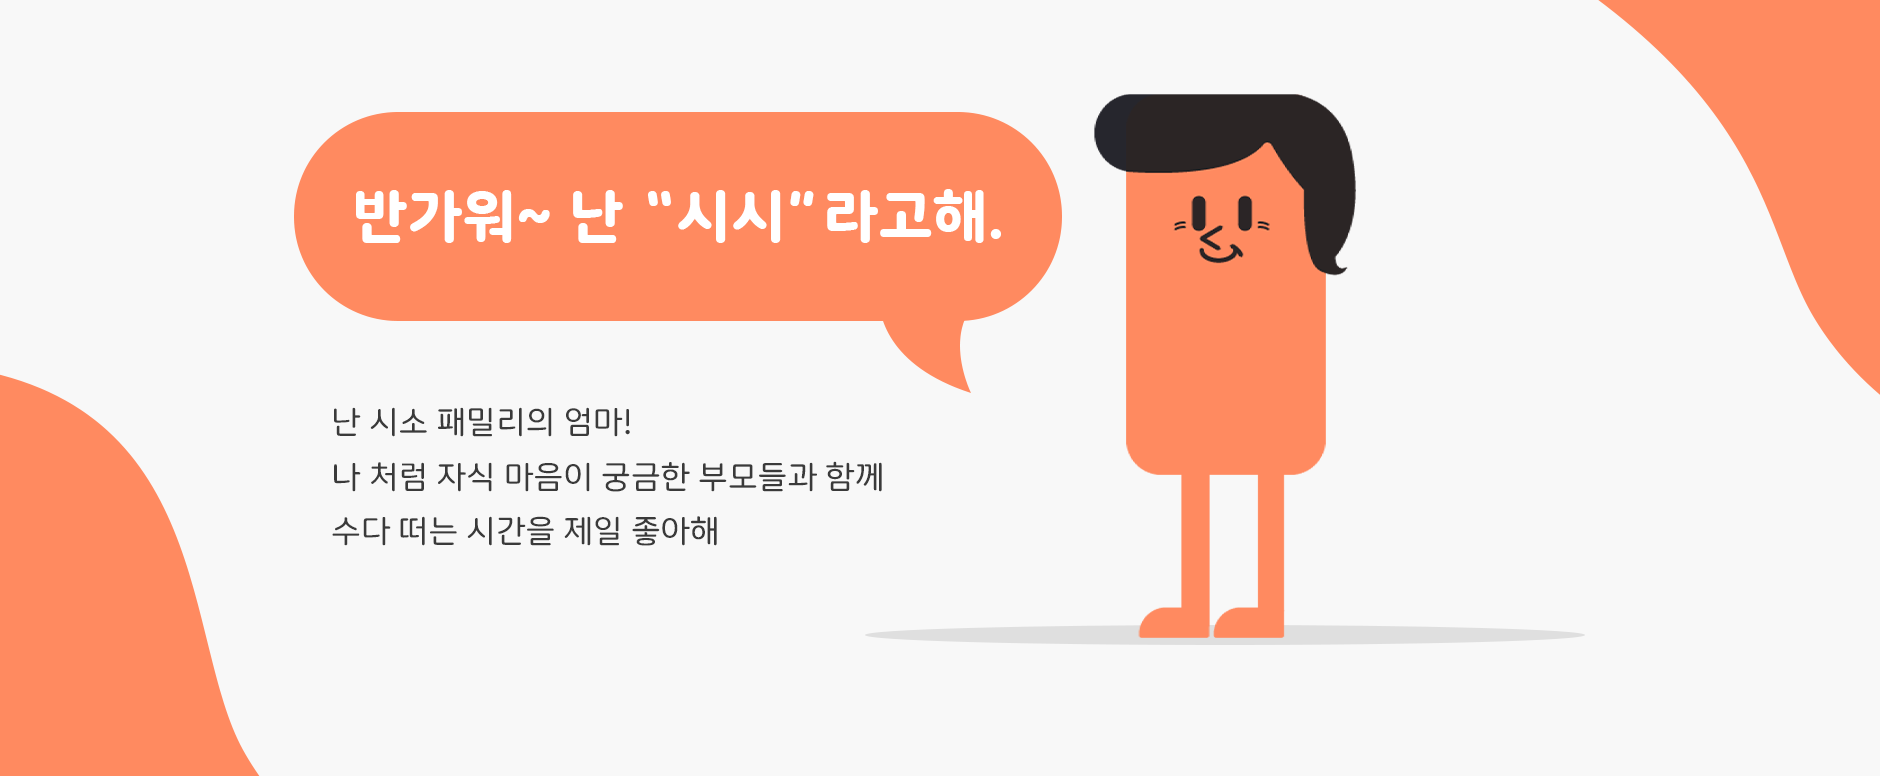 반가워~ 난 “시시”라고해.
난 시소 패밀리의 엄마!
나 처럼 자식 마음이 궁금한 부모들과 함께
수다 떠는 시간을 제일 좋아해